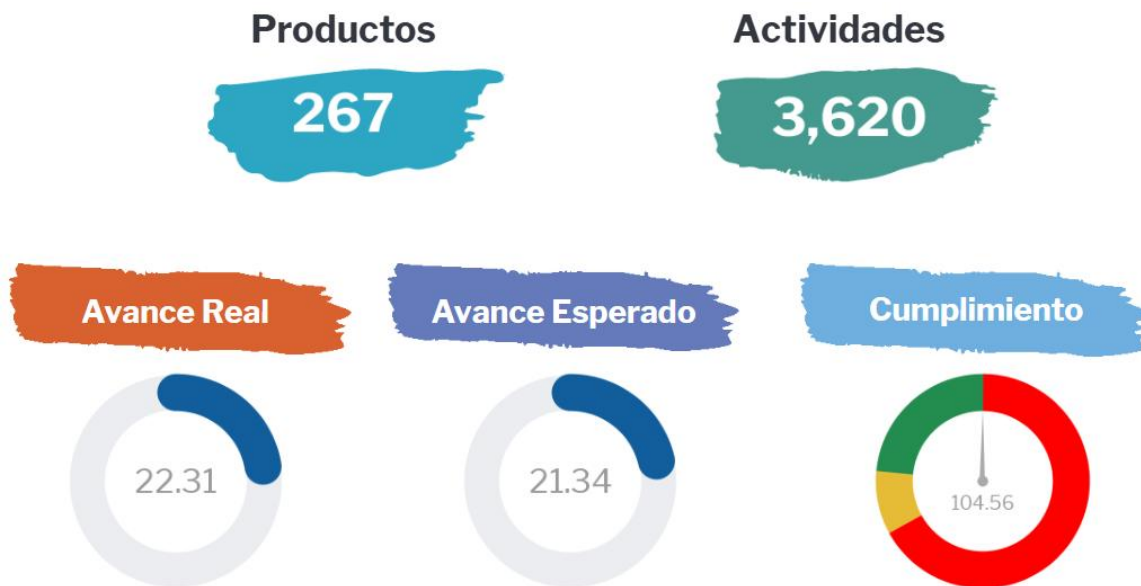 Productos
Actividades
267
3,620
Avance Real
Avance Esperado
Cumplimiento
22.31
21.34
104.56